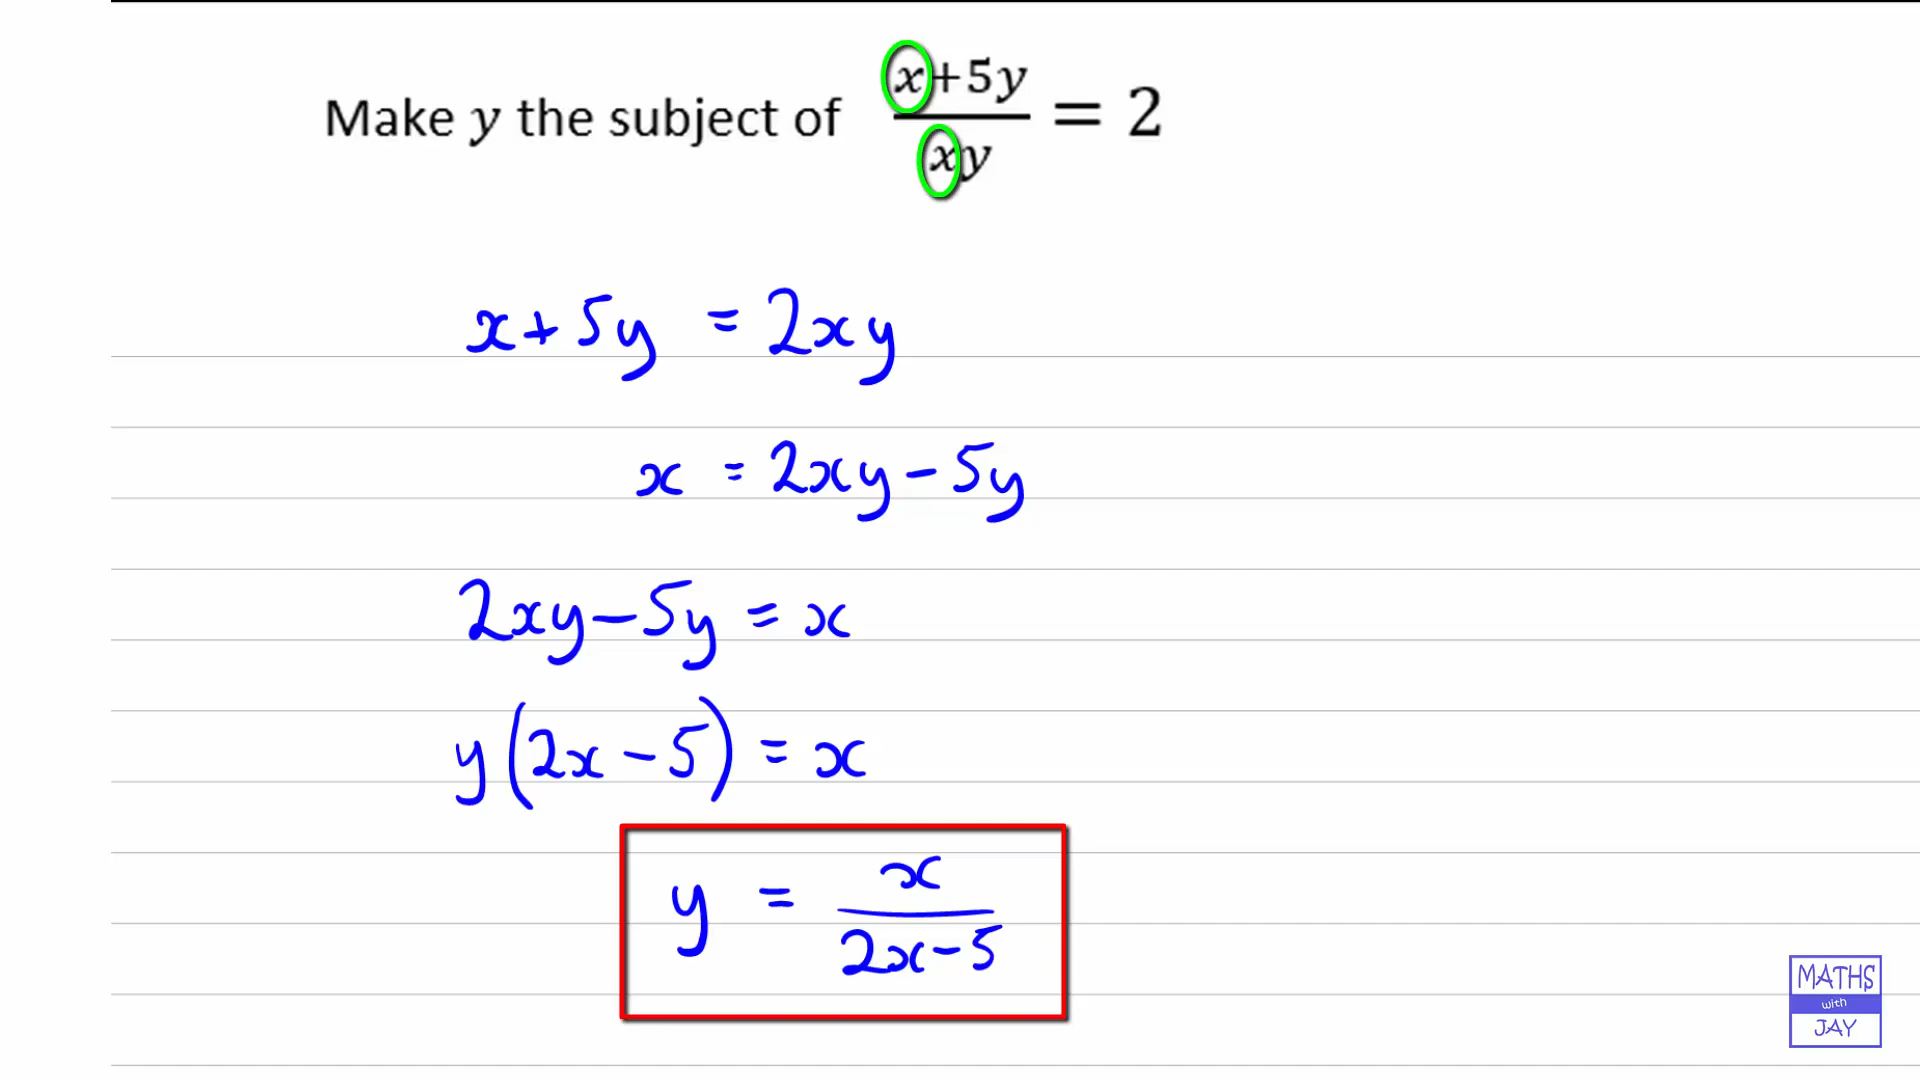 Make y the subject of (x+5y)/(xy) = 2
x + 5y = 2xy
x = 2xy - 5y
2xy - 5y = x
y(2x - 5) = x
y = x/(2x - 5)
MATHS
with
JAY